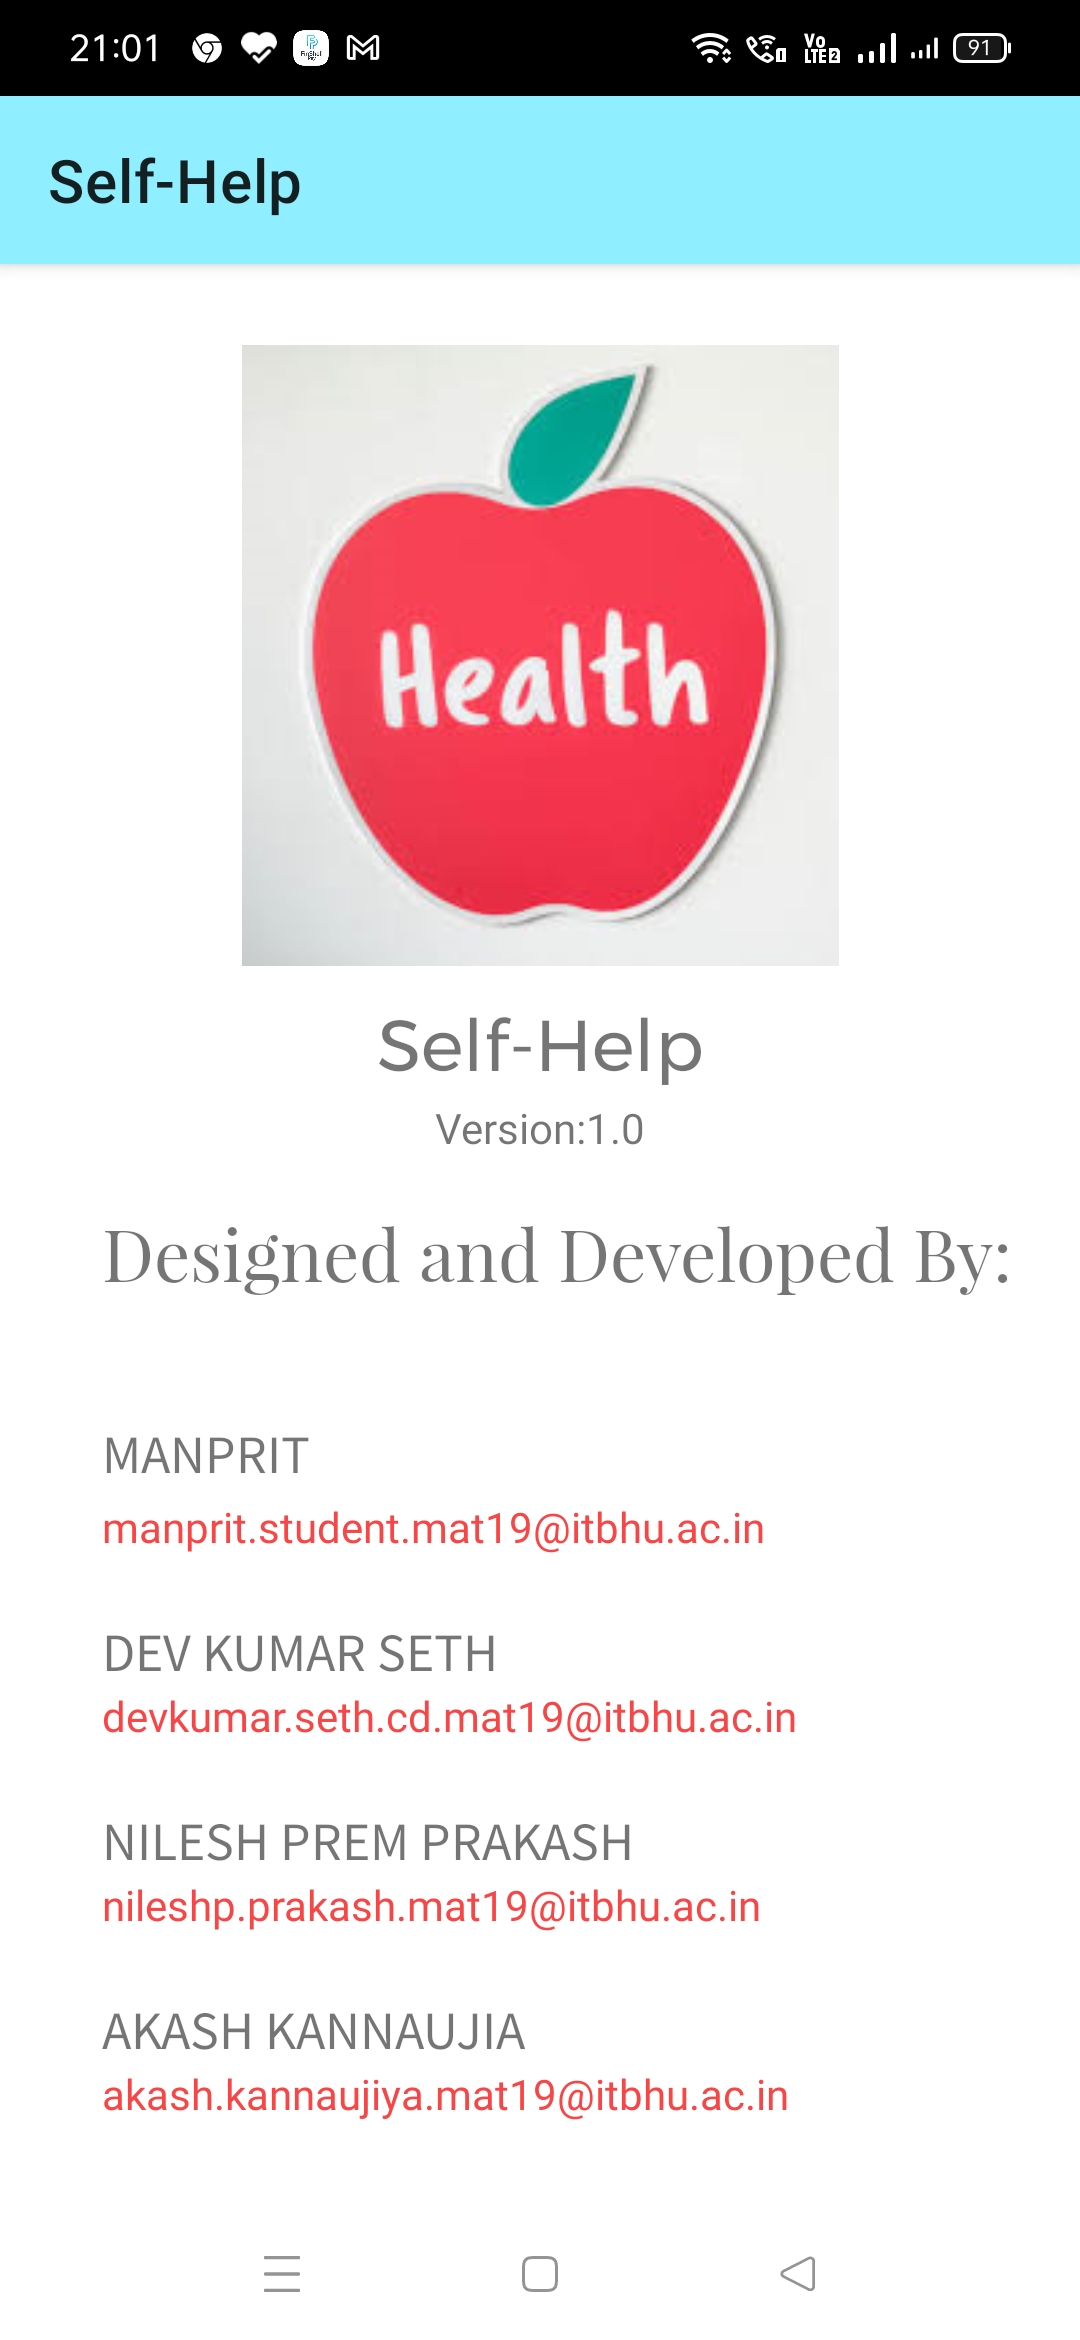 21:01
Vo
LTE2
91
Self-Help
Health
Self-Help
Version:1.0
Designed and Developed By:
MANPRIT
manprit.student.mat19@itbhu.ac.in
DEV KUMAR SETH
devkumar.seth.cd.mat19@itbhu.ac.in
NILESH PREM PRAKASH
nileshp.prakash.mat19@itbhu.ac.in
AKASH KANNAUJIA
akash.kannaujiya.mat19@itbhu.ac.in